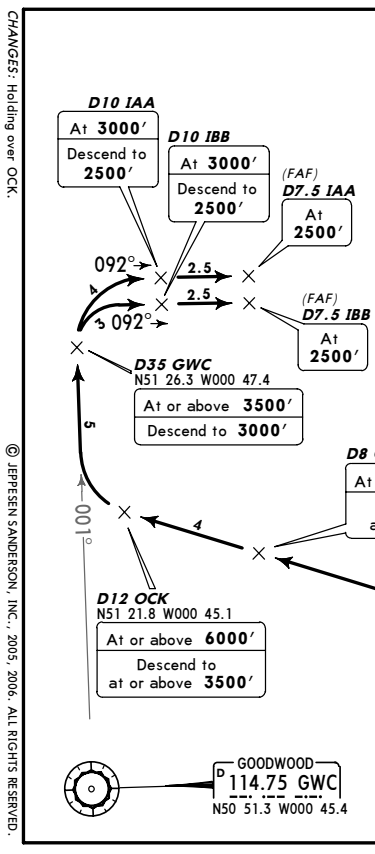 CHANGES: Holding over OCK.
© JEPPESEN SANDERSON, INC., 2005, 2006. ALL RIGHTS RESERVED.
D10 IAA
At 3000'
Descend to
2500'
D10 IBB
At 3000'
Descend to
2500'
(FAF)
D7.5 IAA
At
2500'
092°
4
2.5
3
092°
2.5
(FAF)
D7.5 IBB
At
2500'
D35 GWC
N51 26.3 W000 47.4
At or above 3500'
Descend to 3000'
5
001°
D8
At
a
4
D12 OCK
N51 21.8 W000 45.1
At or above 6000'
Descend to
at or above 3500'
GOODWOOD
D 114.75 GWC
N50 51.3 W000 45.4